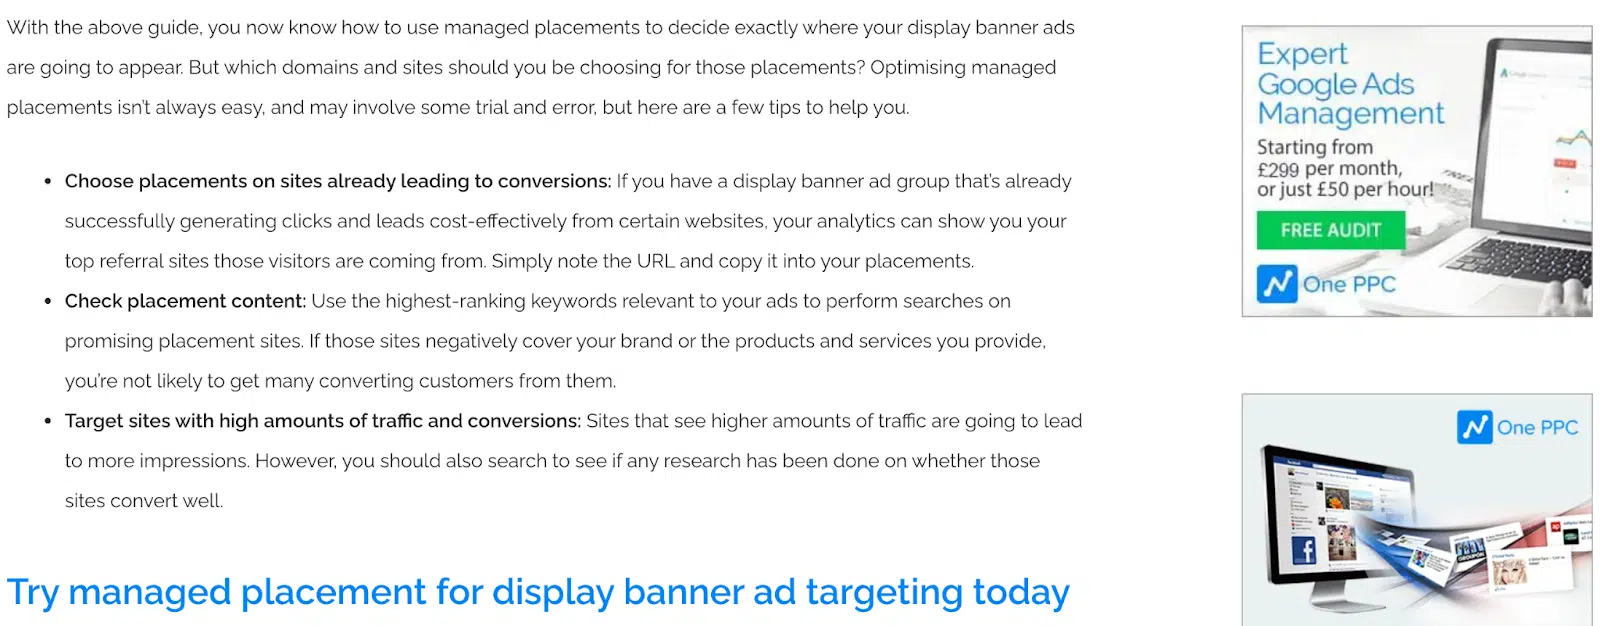 With the above guide, you now know how to use managed placements to decide exactly where your display banner ads
are going to appear. But which domains and sites should you be choosing for those placements? Optimising managed
placements isn't always easy, and may involve some trial and error, but here are a few tips to help you.
• Choose placements on sites already leading to conversions: If you have a display banner ad group that's already
successfully generating clicks and leads cost-effectively from certain websites, your analytics can show you your
top referral sites those visitors are coming from. Simply note the URL and copy it into your placements.
• Check placement content: Use the highest-ranking keywords relevant to your ads to perform searches on
promising placement sites. If those sites negatively cover your brand or the products and services you provide,
you're not likely to get many converting customers from them.
• Target sites with high amounts of traffic and conversions: Sites that see higher amounts of traffic are going to lead
to more impressions. However, you should also search to see if any research has been done on whether those
sites convert well.
Try managed placement for display banner ad targeting today
Expert
Google Ads
Management
Starting from
£299 per month,
or just £50 per hour!
FREE AUDIT
One PPC
One PPC